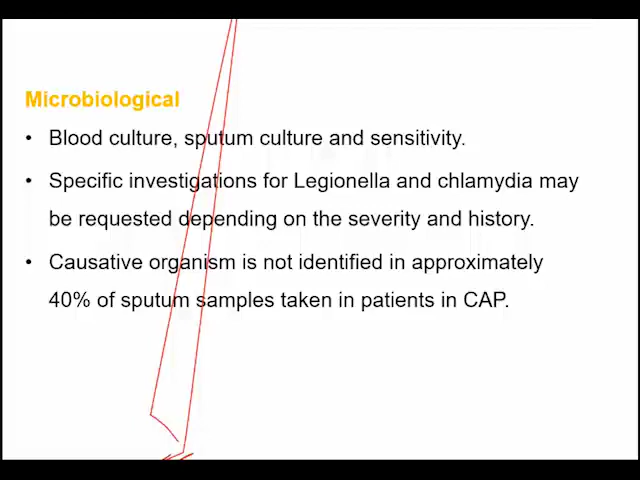 Microbiological
• Blood culture, sputum culture and sensitivity.
• Specific investigations for Legionella and chlamydia may
be requested depending on the severity and history.
• Causative organism is not identified in approximately
40% of sputum samples taken in patients in CAP.